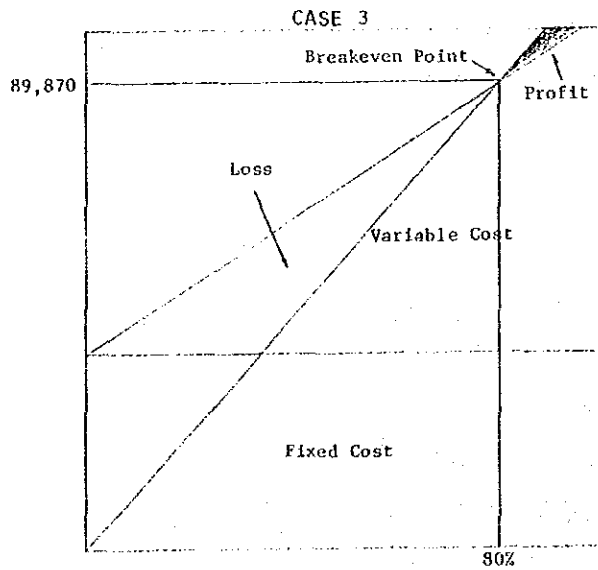 CASE 3
Breakeven Point
89,870
Profit
Loss
Variable Cost
Fixed Cost
80%